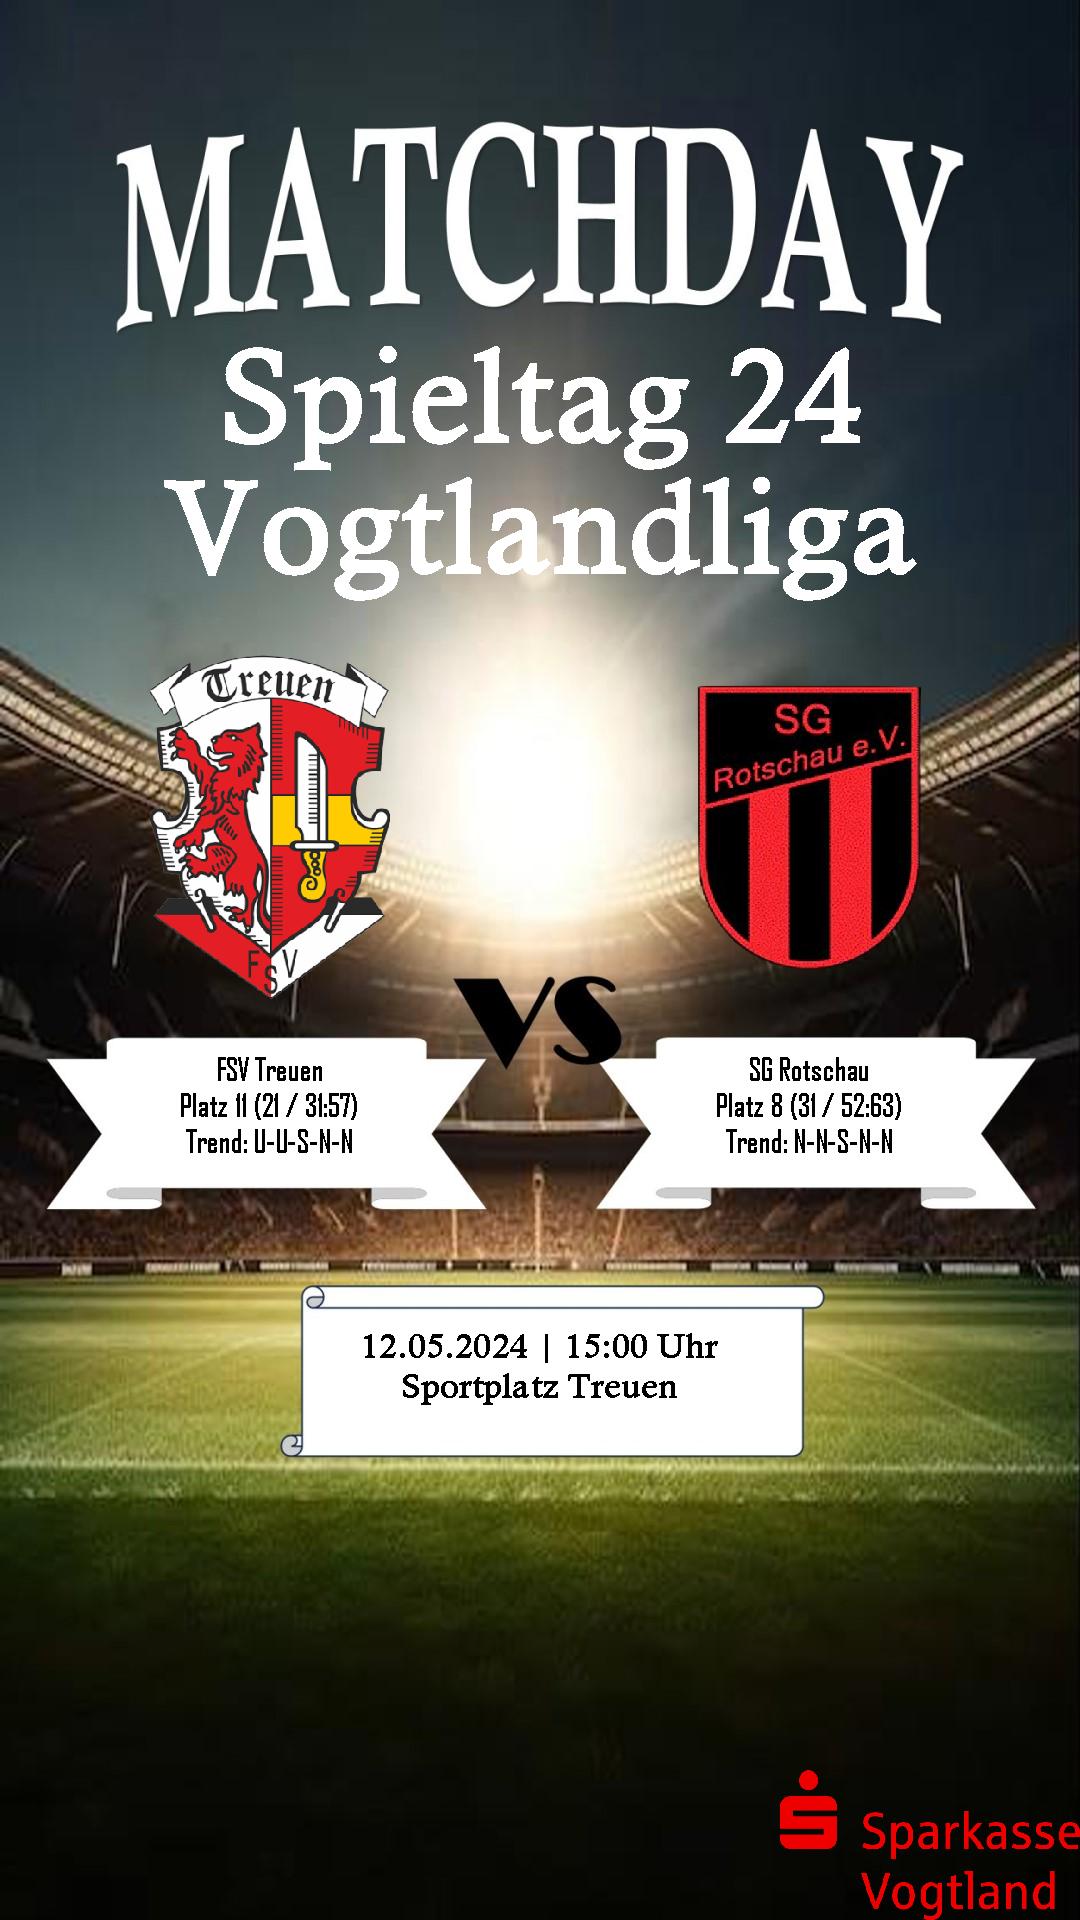 MATCHDAY
Spieltag 24
Vogtlandliga
Treuen
FSV
SG
Rotschau e.V.
VS
FSV Treuen
Platz 11 (21 / 31:57)
Trend: U-U-S-N-N
SG Rotschau
Platz 8 (31 / 52:63)
Trend: N-N-S-N-N
12.05.2024 | 15:00 Uhr
Sportplatz Treuen
Sparkasse
Vogtland